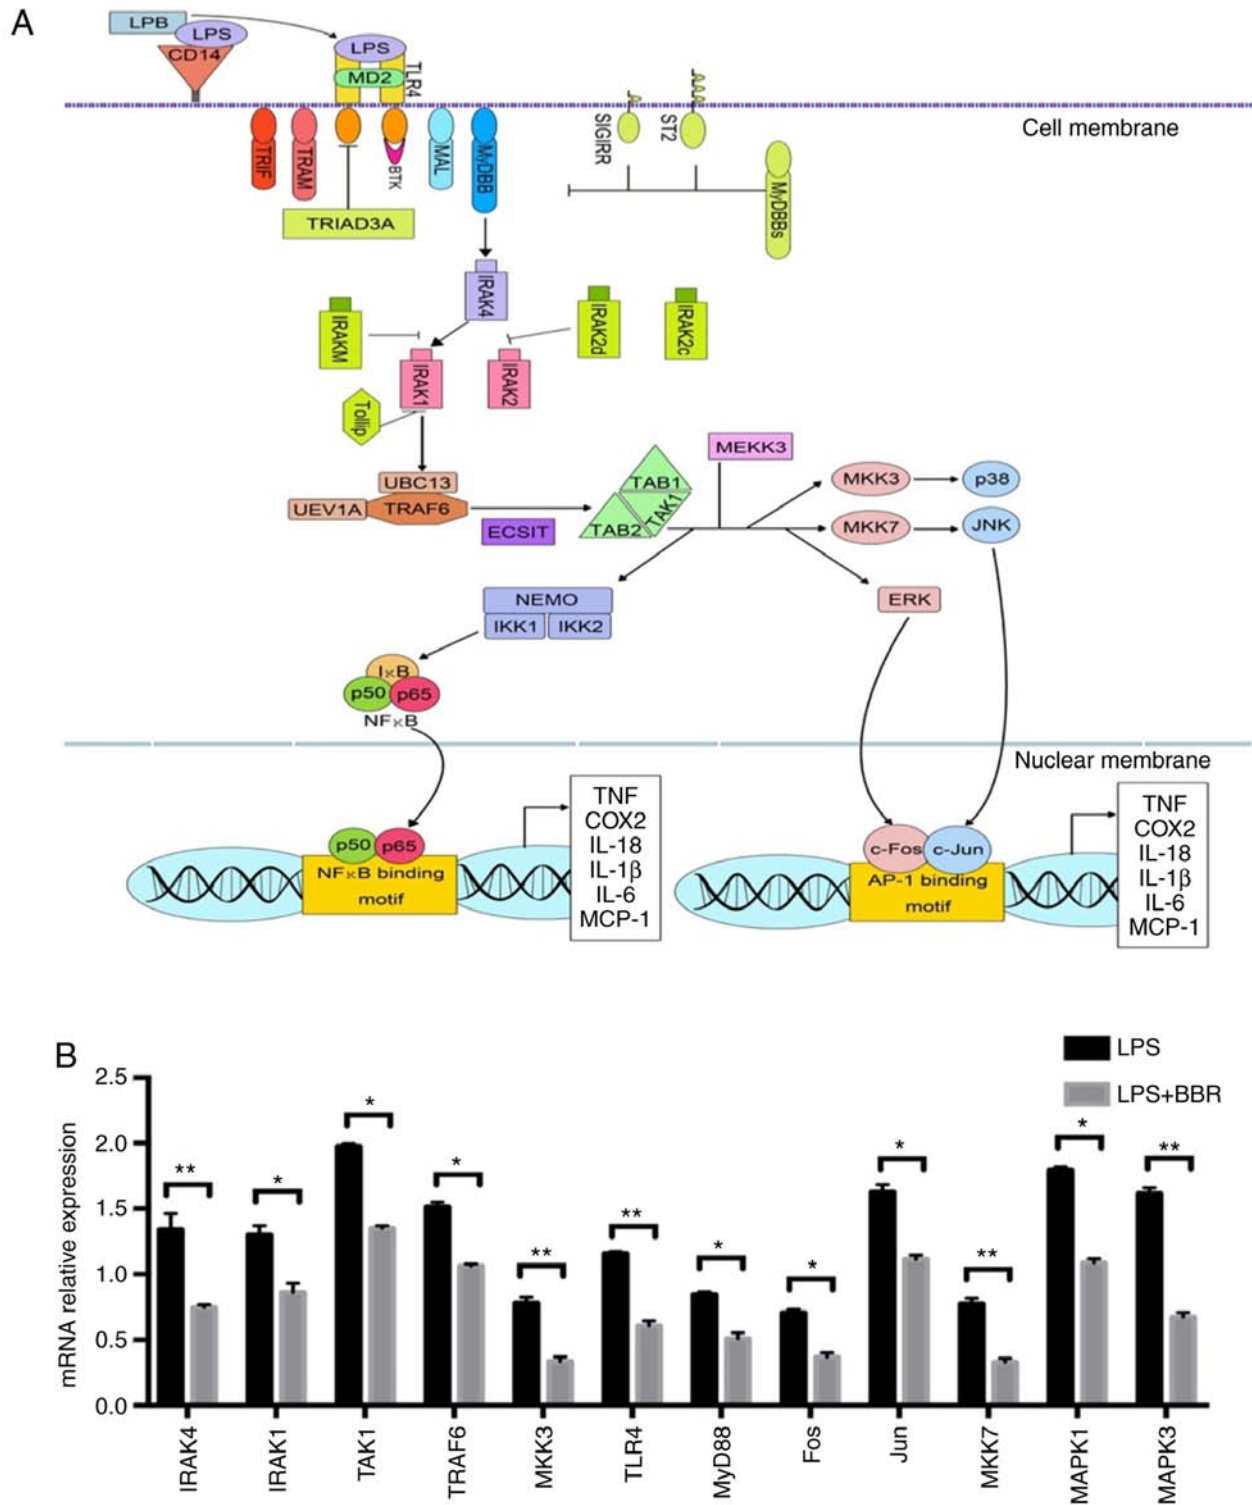 A
LPB
LPS
CD14
LPS
MD2
TLR4
Cell membrane
TRIF
TRAM
BTK
MAL
MyDBB
SIGIRR
ST2
MyDBBs
TRIAD3A
IRAK4
IRAKM
IRAK2d
IRAK2c
IRAK1
IRAK2
Tollip
MEKK3
UBC13
UEV1A
TRAF6
ECSIT
TAB1
TAB2
TAK1
MKK3
p38
MKK7
JNK
NEMO
IKK1
IKK2
ERK
IκB
p50
p65
NFκB
Nuclear membrane
p50
p65
NFκB binding
motif
TNF
COX2
IL-18
IL-1β
IL-6
MCP-1
c-Fos
c-Jun
AP-1 binding
motif
TNF
COX2
IL-18
IL-1β
IL-6
MCP-1
B
LPS
LPS+BBR
mRNA relative expression
2.5
2.0
1.5
1.0
0.5
0.0
**
*
*
*
**
**
*
*
*
**
*
**
IRAK4
IRAK1
TAK1
TRAF6
MKK3
TLR4
MyD88
Fos
Jun
MKK7
MAPK1
MAPK3